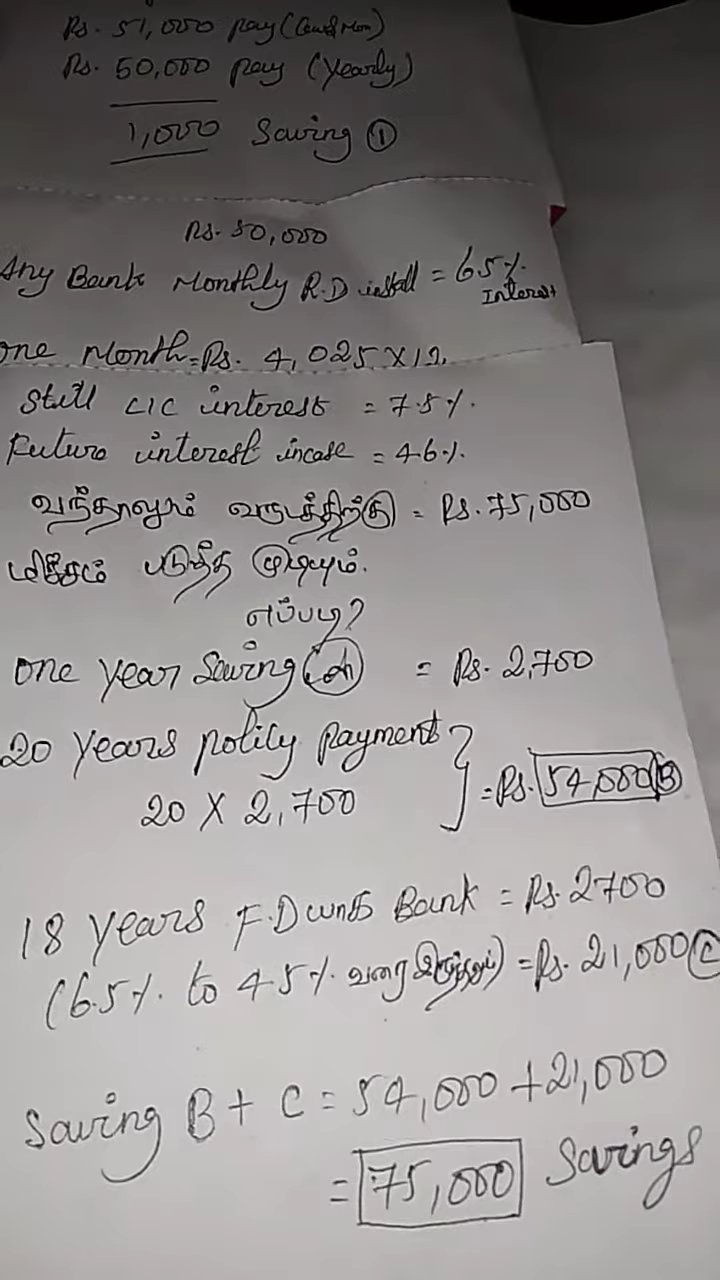 Rs. 51,000 pay (
Rs. 50,000 pay (Yearly)
1,000 Saving ①
Rs. 50,000
Any Bank Monthly R.D install = 6.5%
Interest
One Month = Rs. 4,025 X 12.
Still LIC interest = 7.5%.
Future interest incase = 4.6%.
வந்தாலும் வருடத்திற்கு = Rs. 75,000
மிச்சம் படுத்த முடியும்.
எப்படி?
One Year Saving = Rs. 2,700
20 Years policy payment
20 X 2,700 } = Rs. 54,000 B
18 Years F.D யாக Bank = Rs. 2700
(6.5%. to 4.5%. வரை இருந்தும்) = Rs. 21,000 C
Saving B + C = 54,000 + 21,000
= 75,000 Savings